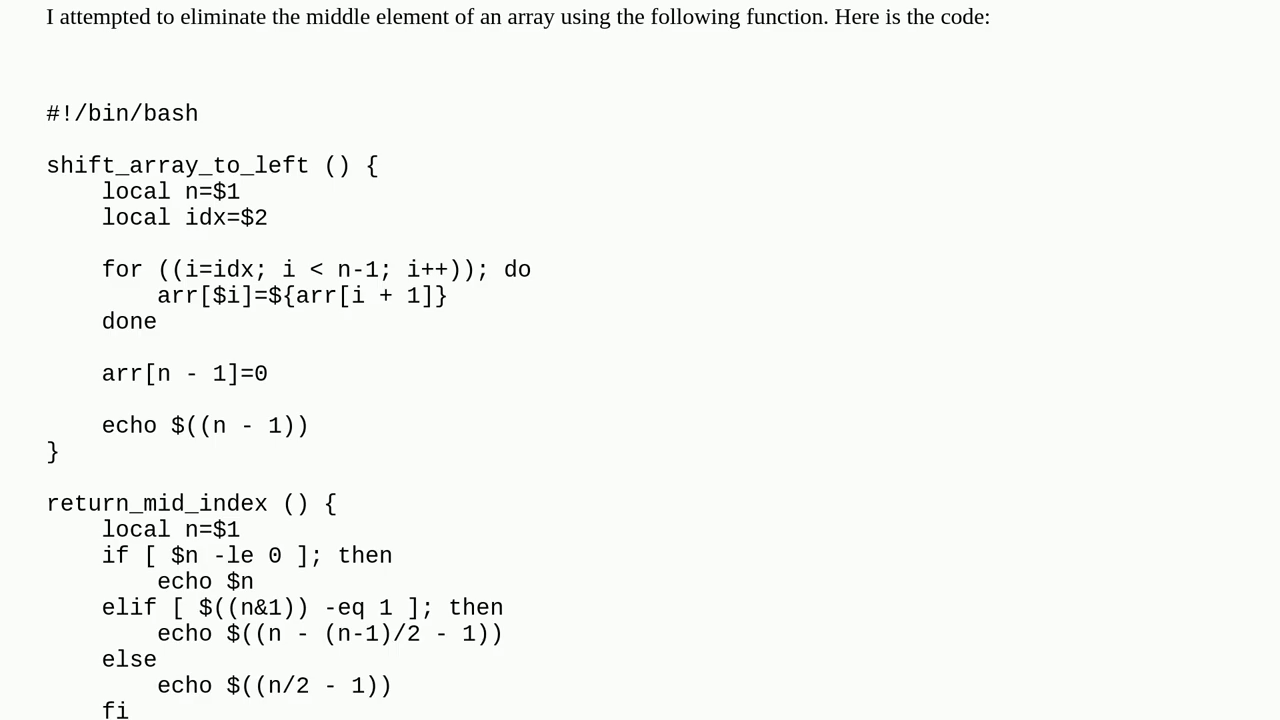 I attempted to eliminate the middle element of an array using the following function. Here is the code:
#!/bin/bash
shift_array_to_left () {
    local n=$1
    local idx=$2
    for ((i=idx; i < n-1; i++)); do
        arr[$i]=${arr[i + 1]}
    done
    arr[n - 1]=0
    echo $((n - 1))
}
return_mid_index () {
    local n=$1
    if [ $n -le 0 ]; then
        echo $n
    elif [ $((n&1)) -eq 1 ]; then
        echo $((n - (n-1)/2 - 1))
    else
        echo $((n/2 - 1))
    fi